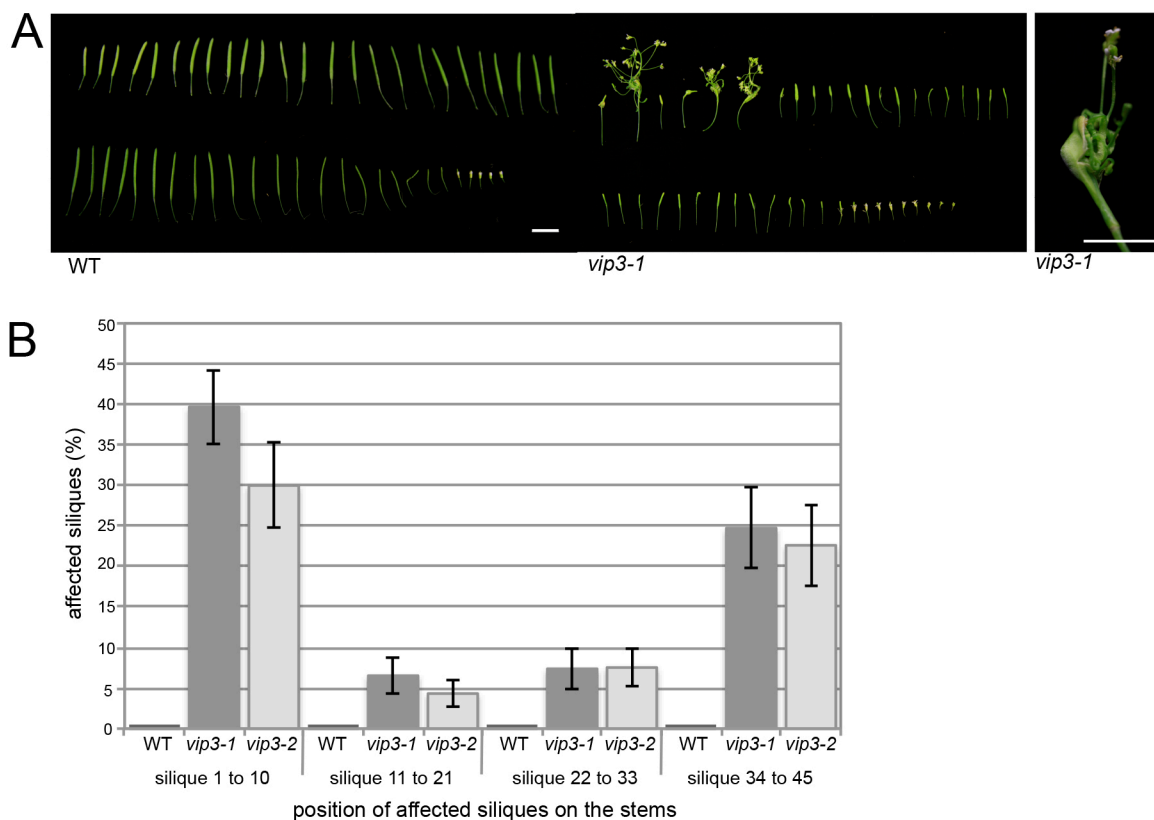 A
WT
vip3-1
vip3-1
B
affected siliques (%)
50
45
40
35
30
25
20
15
10
5
0
WT vip3-1 vip3-2 WT vip3-1 vip3-2 WT vip3-1 vip3-2 WT vip3-1 vip3-2
silique 1 to 10 silique 11 to 21 silique 22 to 33 silique 34 to 45
position of affected siliques on the stems